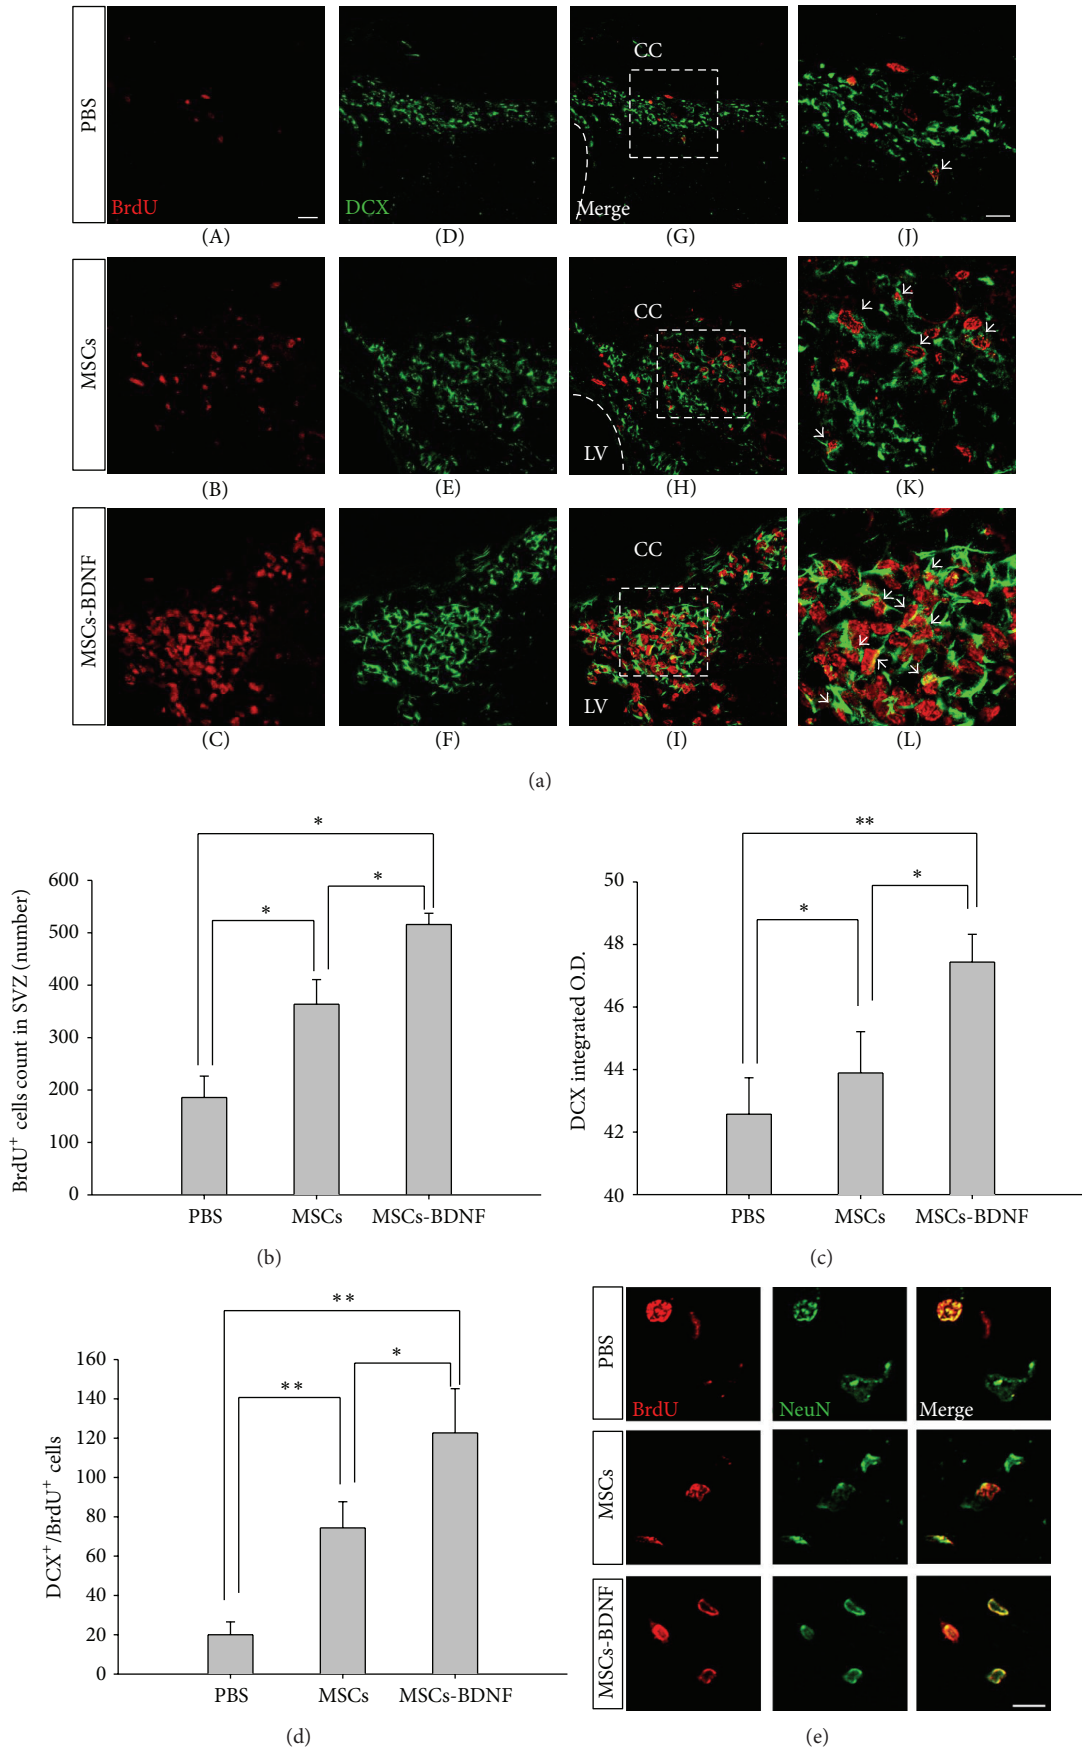 PBS
BrdU
DCX
CC
Merge
(A)
(D)
(G)
(J)
MSCs
CC
LV
(B)
(E)
(H)
(K)
MSCs-BDNF
CC
LV
(C)
(F)
(I)
(L)
(a)
BrdU+ cells count in SVZ (number)
600
500
400
300
200
100
0
*
*
*
PBS
MSCs
MSCs-BDNF
(b)
DCX integrated O.D.
50
48
46
44
42
40
**
*
*
PBS
MSCs
MSCs-BDNF
(c)
DCX+/BrdU+ cells
160
140
120
100
80
60
40
20
0
**
*
**
PBS
MSCs
MSCs-BDNF
(d)
PBS
BrdU
NeuN
Merge
MSCs
MSCs-BDNF
(e)